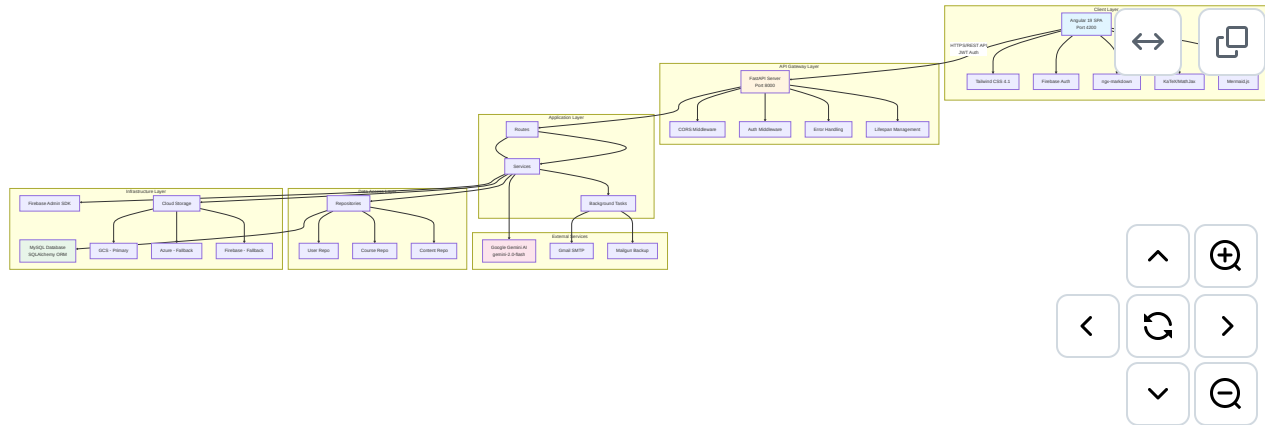 Client Layer
Angular 18 SPA
Port 4200
HTTPS/REST API
JWT Auth
Tailwind CSS 4.1
Firebase Auth
ngx-markdown
KaTeX/MathJax
Mermaid.js
API Gateway Layer
FastAPI Server
Port 8000
CORS Middleware
Auth Middleware
Error Handling
Lifespan Management
Application Layer
Routes
Services
Background Tasks
Infrastructure Layer
Firebase Admin SDK
Cloud Storage
MySQL Database
SQLAlchemy ORM
GCS - Primary
Azure - Fallback
Firebase - Fallback
Data Access Layer
Repositories
User Repo
Course Repo
Content Repo
External Services
Google Gemini AI
gemini-2.0-flash
Gmail SMTP
Mailgun Backup